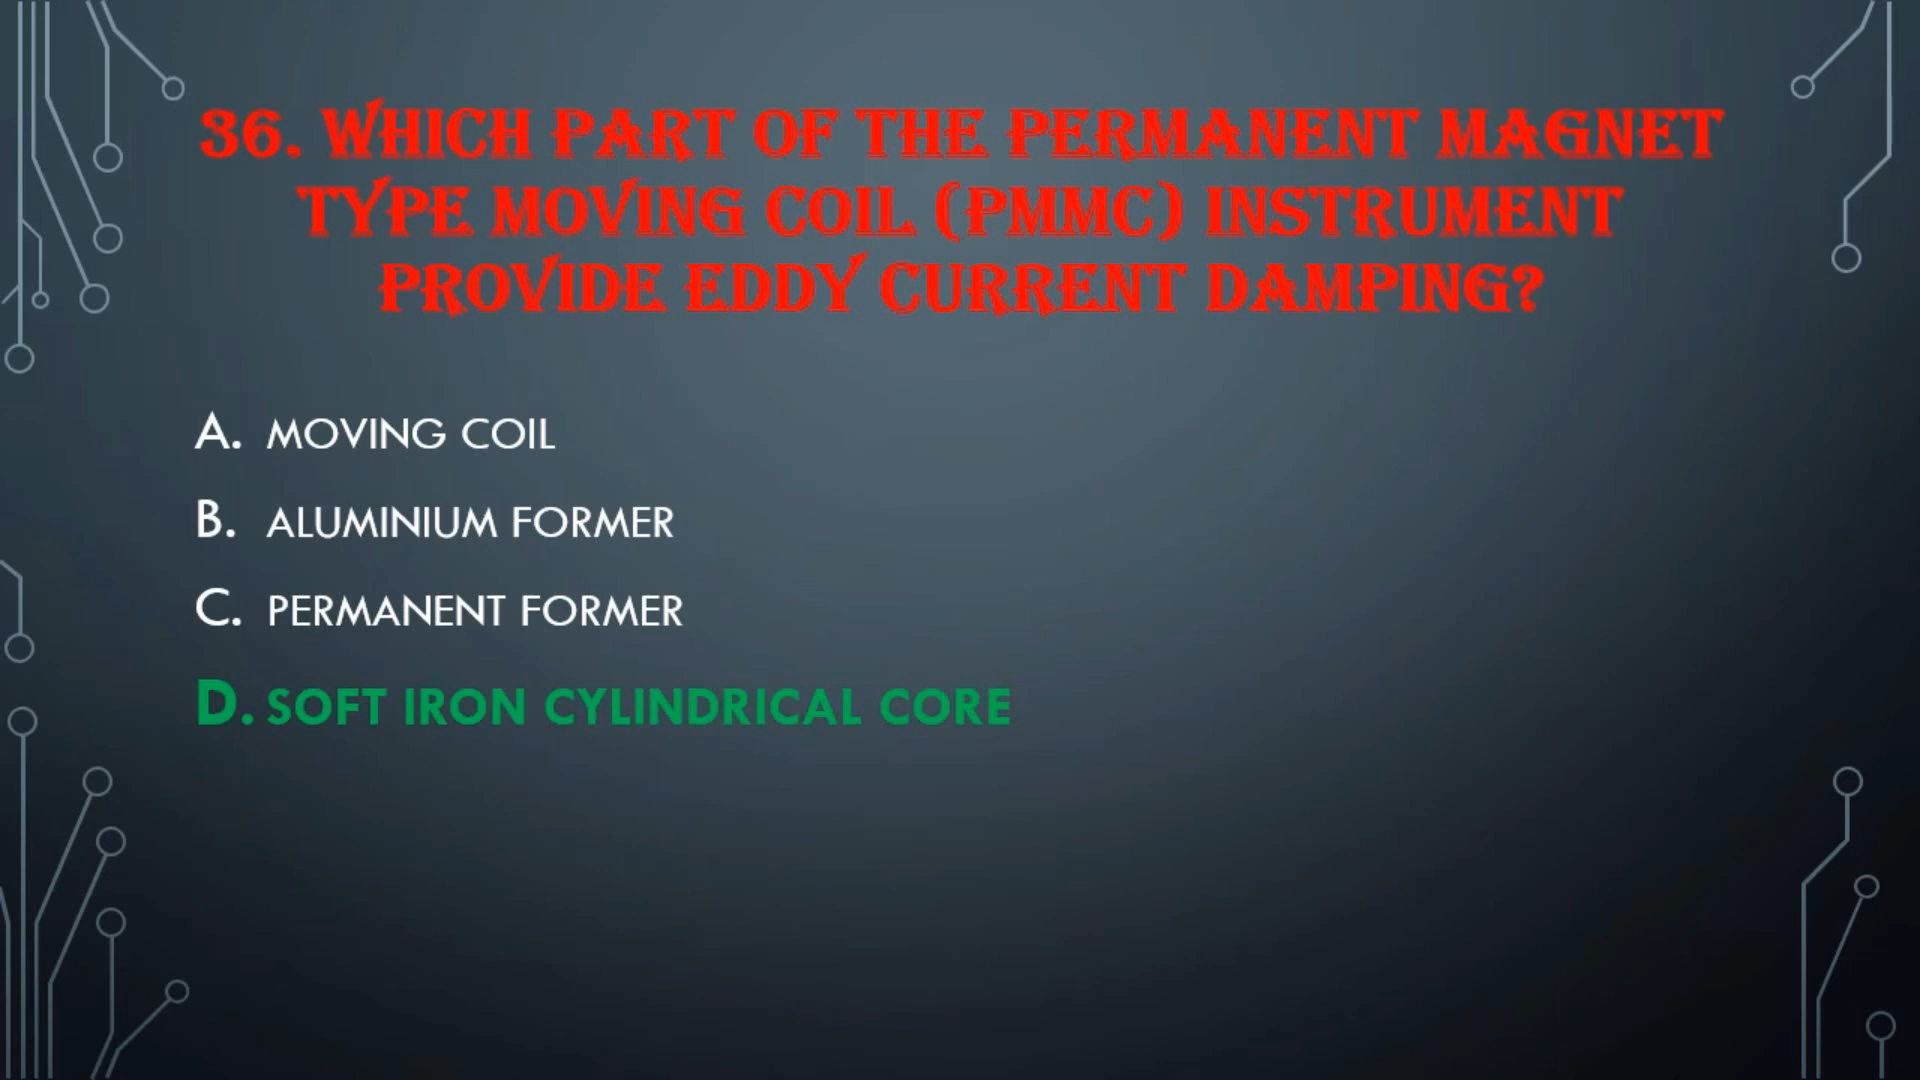 36. WHICH PART OF THE PERMANENT MAGNET
TYPE MOVING COIL (PMMC) INSTRUMENT
PROVIDE EDDY CURRENT DAMPING?
A. MOVING COIL
B. ALUMINIUM FORMER
C. PERMANENT FORMER
D. SOFT IRON CYLINDRICAL CORE